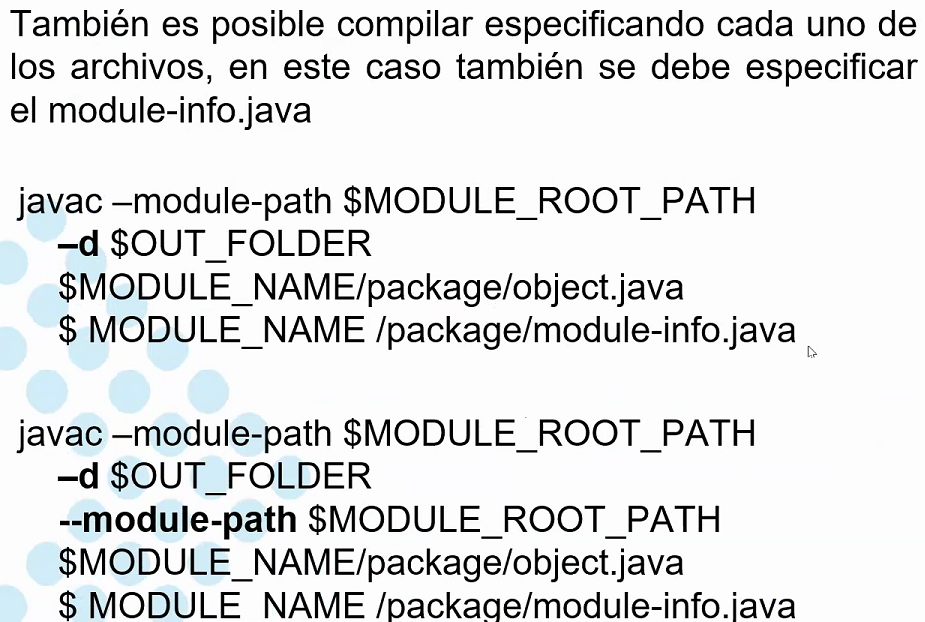 También es posible compilar especificando cada uno de
los archivos, en este caso también se debe especificar
el module-info.java
javac –module-path $MODULE_ROOT_PATH
–d $OUT_FOLDER
$MODULE_NAME/package/object.java
$ MODULE_NAME /package/module-info.java
javac –module-path $MODULE_ROOT_PATH
–d $OUT_FOLDER
--module-path $MODULE_ROOT_PATH
$MODULE_NAME/package/object.java
$ MODULE_NAME /package/module-info.java